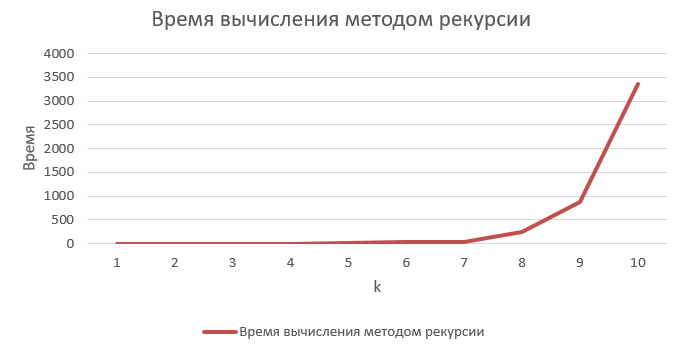 Время вычисления методом рекурсии
4000
3500
3000
2500
2000
1500
1000
500
0
Время
1 2 3 4 5 6 7 8 9 10
k
Время вычисления методом рекурсии